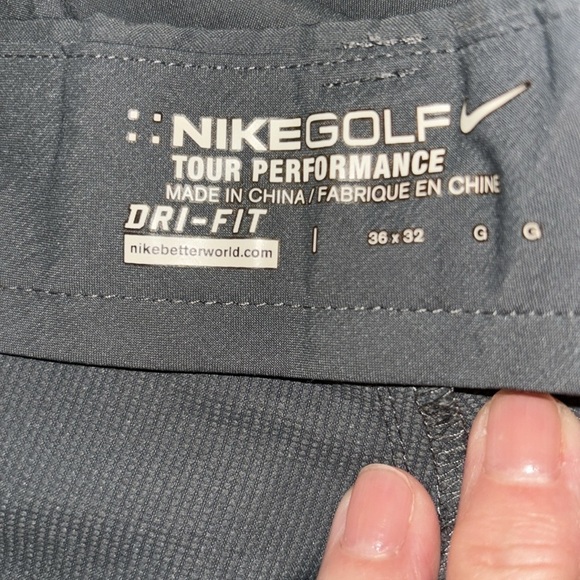 NIKEGOLF
TOUR PERFORMANCE
MADE IN CHINA / FABRIQUE EN CHINE
DRI-FIT
nikebetterworld.com
36 x 32 G G